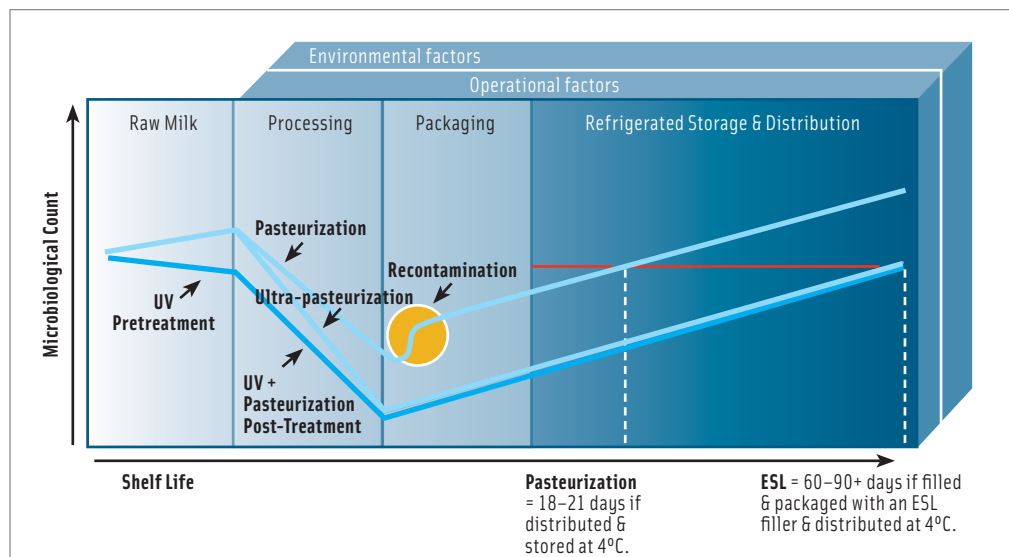 Environmental factors
Operational factors
Raw Milk
Processing
Packaging
Refrigerated Storage & Distribution
Microbiological Count
Pasteurization
Recontamination
Ultra-pasteurization
UV
Pretreatment
UV +
Pasteurization
Post-Treatment
Shelf Life
Pasteurization
= 18–21 days if
distributed &
stored at 4ºC.
ESL = 60–90+ days if filled
& packaged with an ESL
filler & distributed at 4ºC.